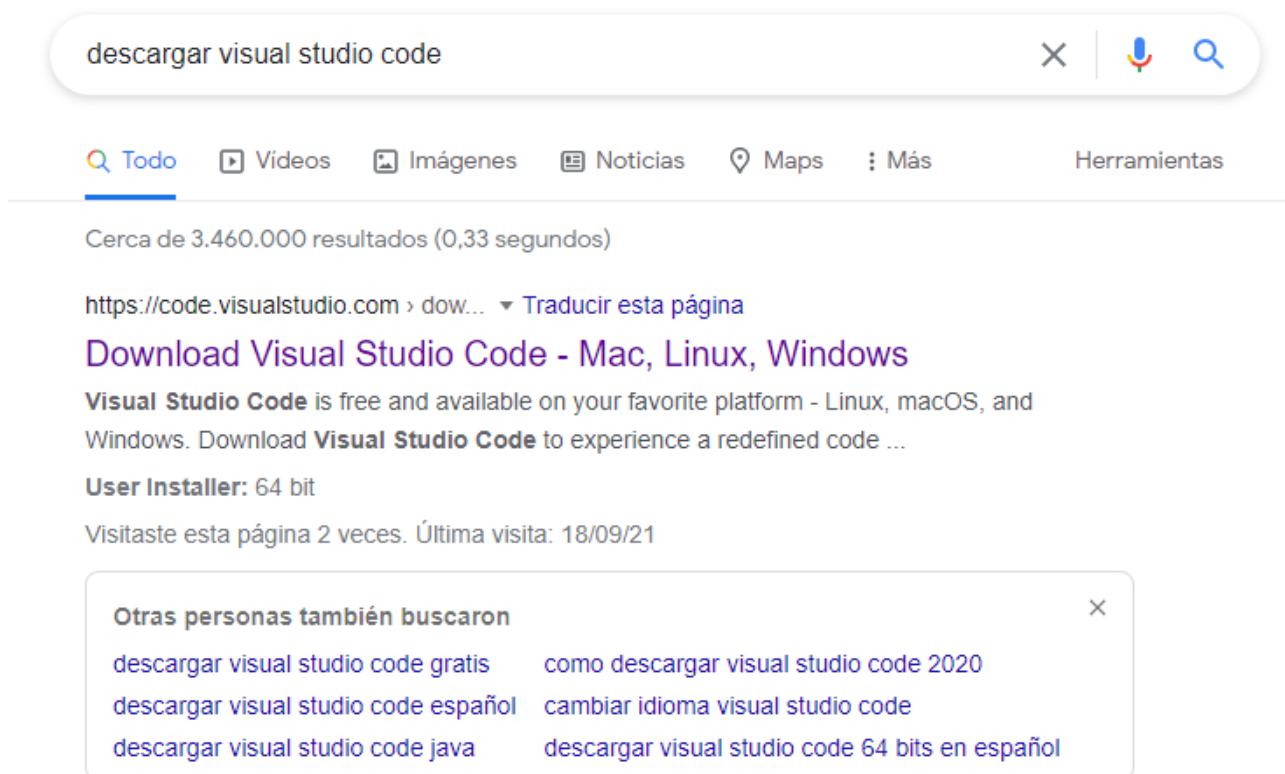 descargar visual studio code
Todo Vídeos Imágenes Noticias Maps Más Herramientas
Cerca de 3.460.000 resultados (0,33 segundos)
https://code.visualstudio.com › dow... Traducir esta página
Download Visual Studio Code - Mac, Linux, Windows
Visual Studio Code is free and available on your favorite platform - Linux, macOS, and
Windows. Download Visual Studio Code to experience a redefined code ...
User Installer: 64 bit
Visitaste esta página 2 veces. Última visita: 18/09/21
Otras personas también buscaron
descargar visual studio code gratis como descargar visual studio code 2020
descargar visual studio code español cambiar idioma visual studio code
descargar visual studio code java descargar visual studio code 64 bits en español